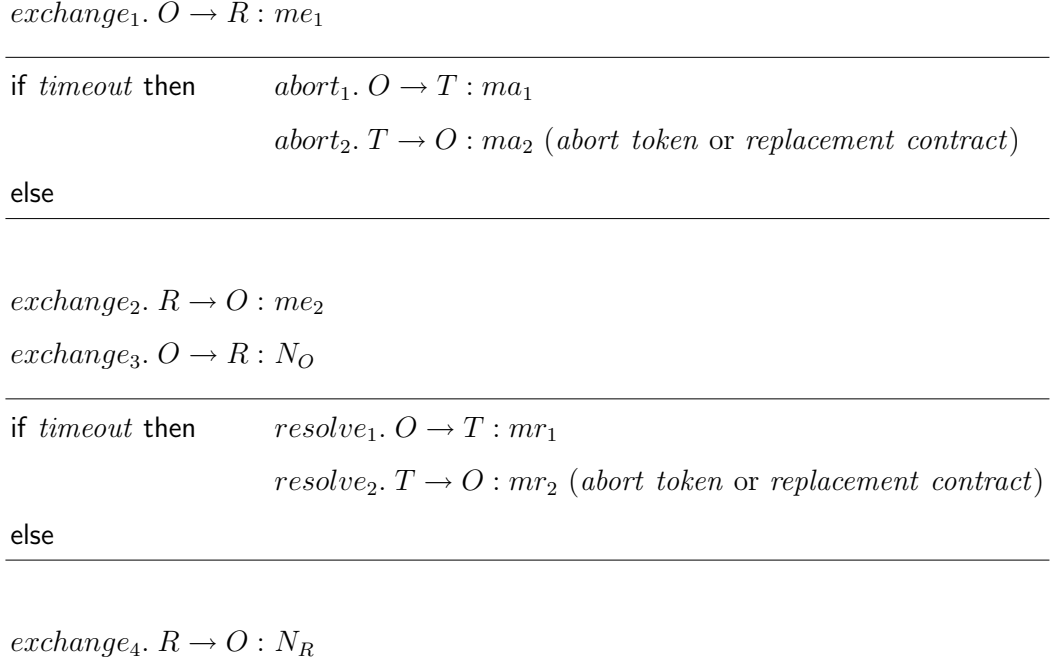 exchange₁. O → R : me₁
if timeout then abort₁. O → T : ma₁
abort₂. T → O : ma₂ (abort token or replacement contract)
else
exchange₂. R → O : me₂
exchange₃. O → R : N_O
if timeout then resolve₁. O → T : mr₁
resolve₂. T → O : mr₂ (abort token or replacement contract)
else
exchange₄. R → O : N_R